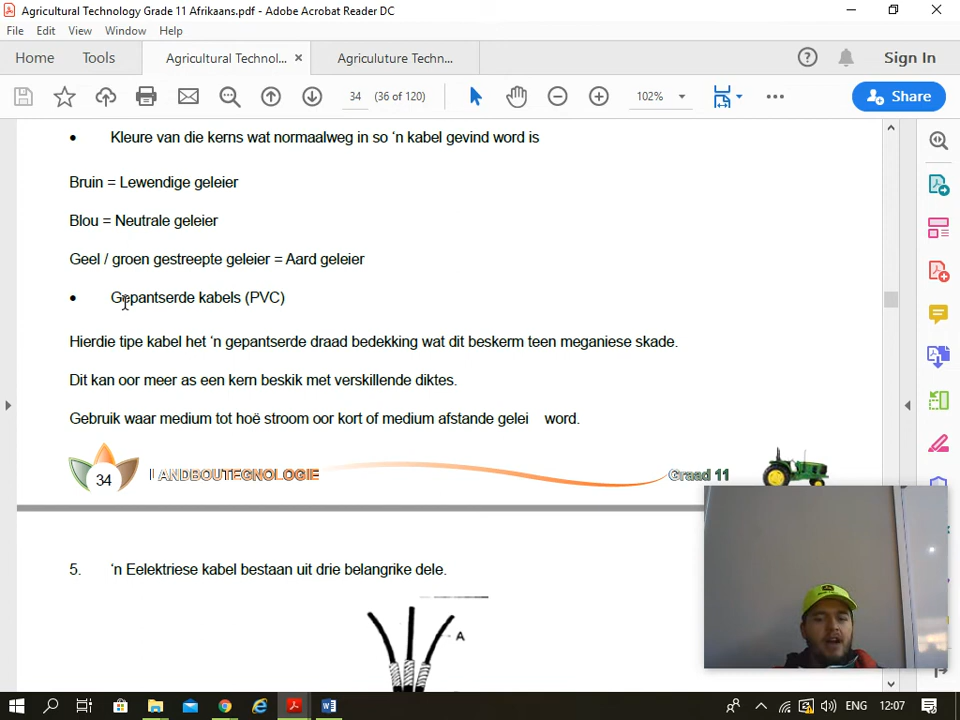 Agricultural Technology Grade 11 Afrikaans.pdf - Adobe Acrobat Reader DC
File Edit View Window Help
Home Tools Agricultural Technol... × Agriculuture Techn... Sign In
34 (36 of 120) 102% Share
• Kleure van die kerns wat normaalweg in so ‘n kabel gevind word is
Bruin = Lewendige geleier
Blou = Neutrale geleier
Geel / groen gestreepte geleier = Aard geleier
• Gepantserde kabels (PVC)
Hierdie tipe kabel het ‘n gepantserde draad bedekking wat dit beskerm teen meganiese skade.
Dit kan oor meer as een kern beskik met verskillende diktes.
Gebruik waar medium tot hoë stroom oor kort of medium afstande gelei word.
34 LANDBOUTEGNOLOGIE Graad 11
5. ‘n Eelektriese kabel bestaan uit drie belangrike dele.
A
ENG 12:07